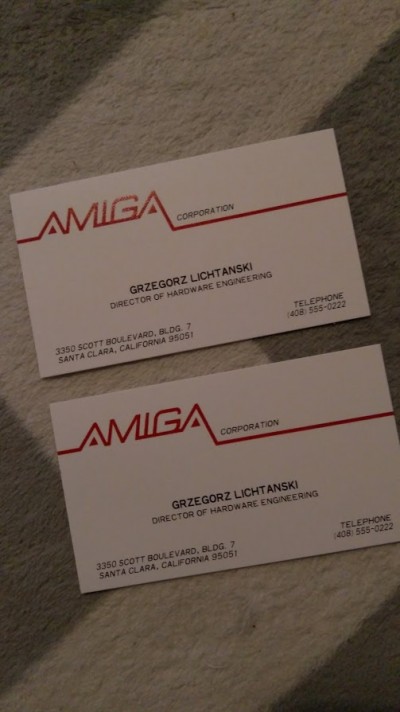 AMIGA CORPORATION
GRZEGORZ LICHTANSKI
DIRECTOR OF HARDWARE ENGINEERING
TELEPHONE
(408) 555-0222
3350 SCOTT BOULEVARD, BLDG. 7
SANTA CLARA, CALIFORNIA 95051
AMIGA CORPORATION
GRZEGORZ LICHTANSKI
DIRECTOR OF HARDWARE ENGINEERING
TELEPHONE
(408) 555-0222
3350 SCOTT BOULEVARD, BLDG. 7
SANTA CLARA, CALIFORNIA 95051